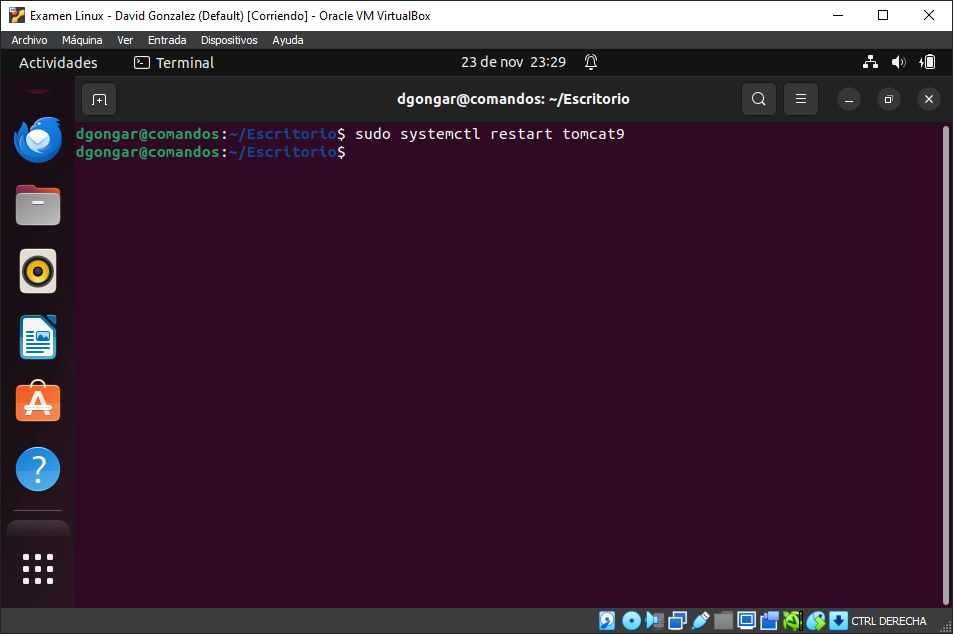 Examen Linux - David Gonzalez (Default) [Corriendo] - Oracle VM VirtualBox
Archivo Máquina Ver Entrada Dispositivos Ayuda
Actividades Terminal 23 de nov 23:29
dgongar@comandos: ~/Escritorio
dgongar@comandos:~/Escritorio$ sudo systemctl restart tomcat9
dgongar@comandos:~/Escritorio$
CTRL DERECHA